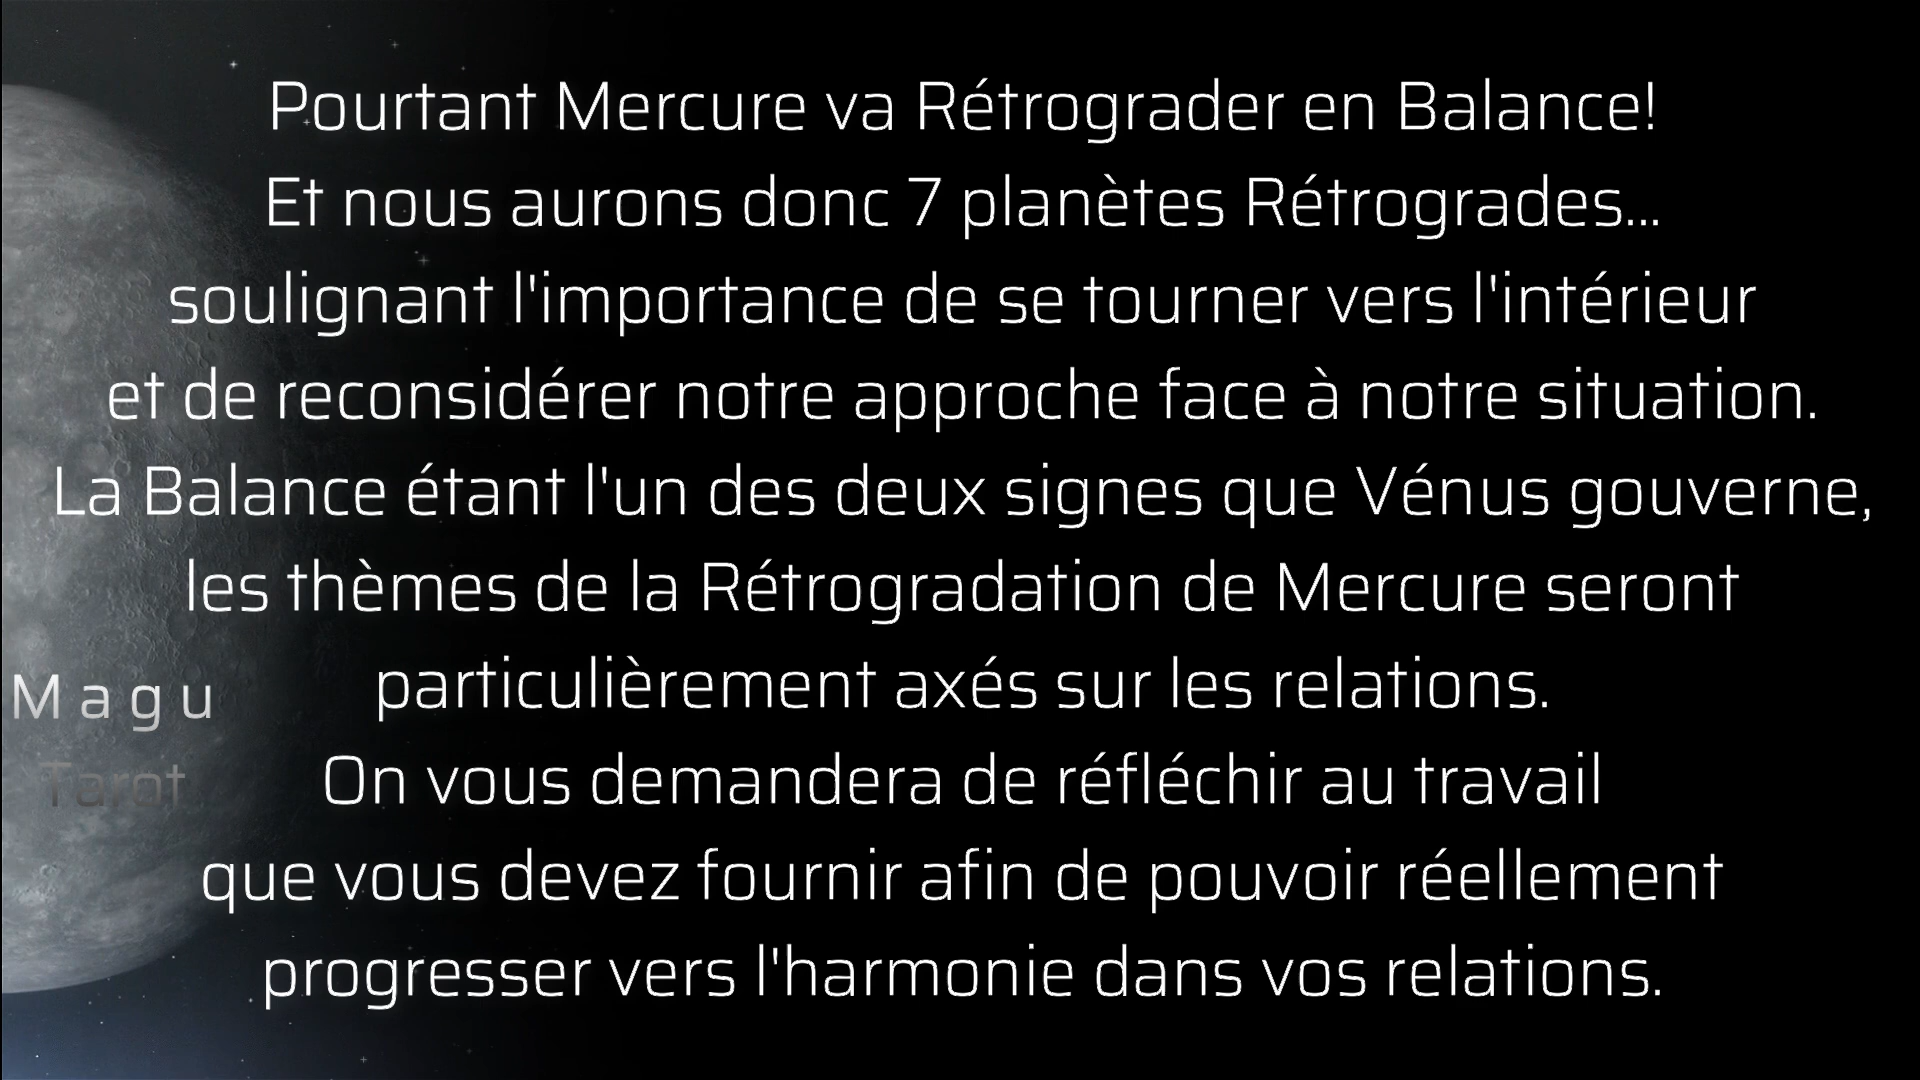 Pourtant Mercure va Rétrograder en Balance!
Et nous aurons donc 7 planètes Rétrogrades...
soulignant l'importance de se tourner vers l'intérieur
et de reconsidérer notre approche face à notre situation.
La Balance étant l'un des deux signes que Vénus gouverne,
les thèmes de la Rétrogradation de Mercure seront
particulièrement axés sur les relations.
On vous demandera de réfléchir au travail
que vous devez fournir afin de pouvoir réellement
progresser vers l'harmonie dans vos relations.
Magu
Tarot